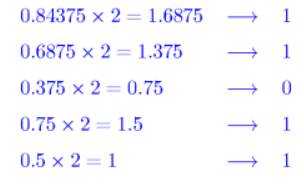 0.84375 × 2 = 1.6875 ⟶ 1
0.6875 × 2 = 1.375 ⟶ 1
0.375 × 2 = 0.75 ⟶ 0
0.75 × 2 = 1.5 ⟶ 1
0.5 × 2 = 1 ⟶ 1